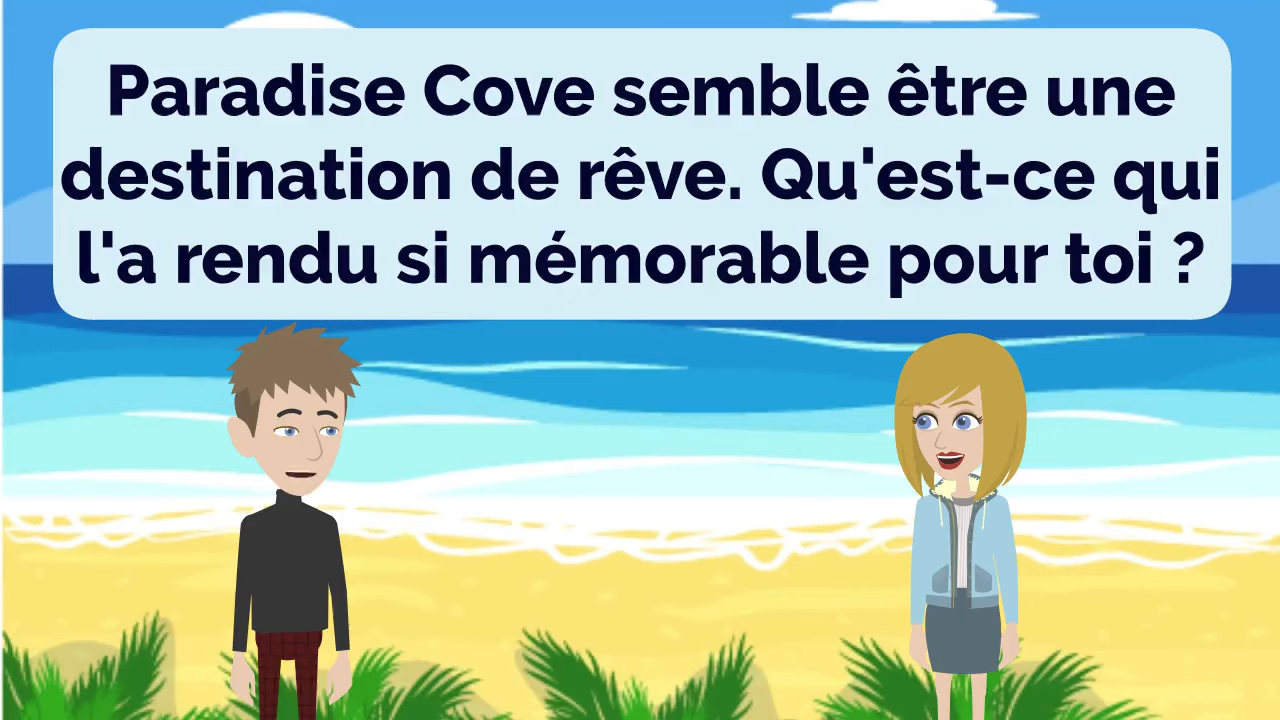 Paradise Cove semble être une
destination de rêve. Qu'est-ce qui
l'a rendu si mémorable pour toi ?